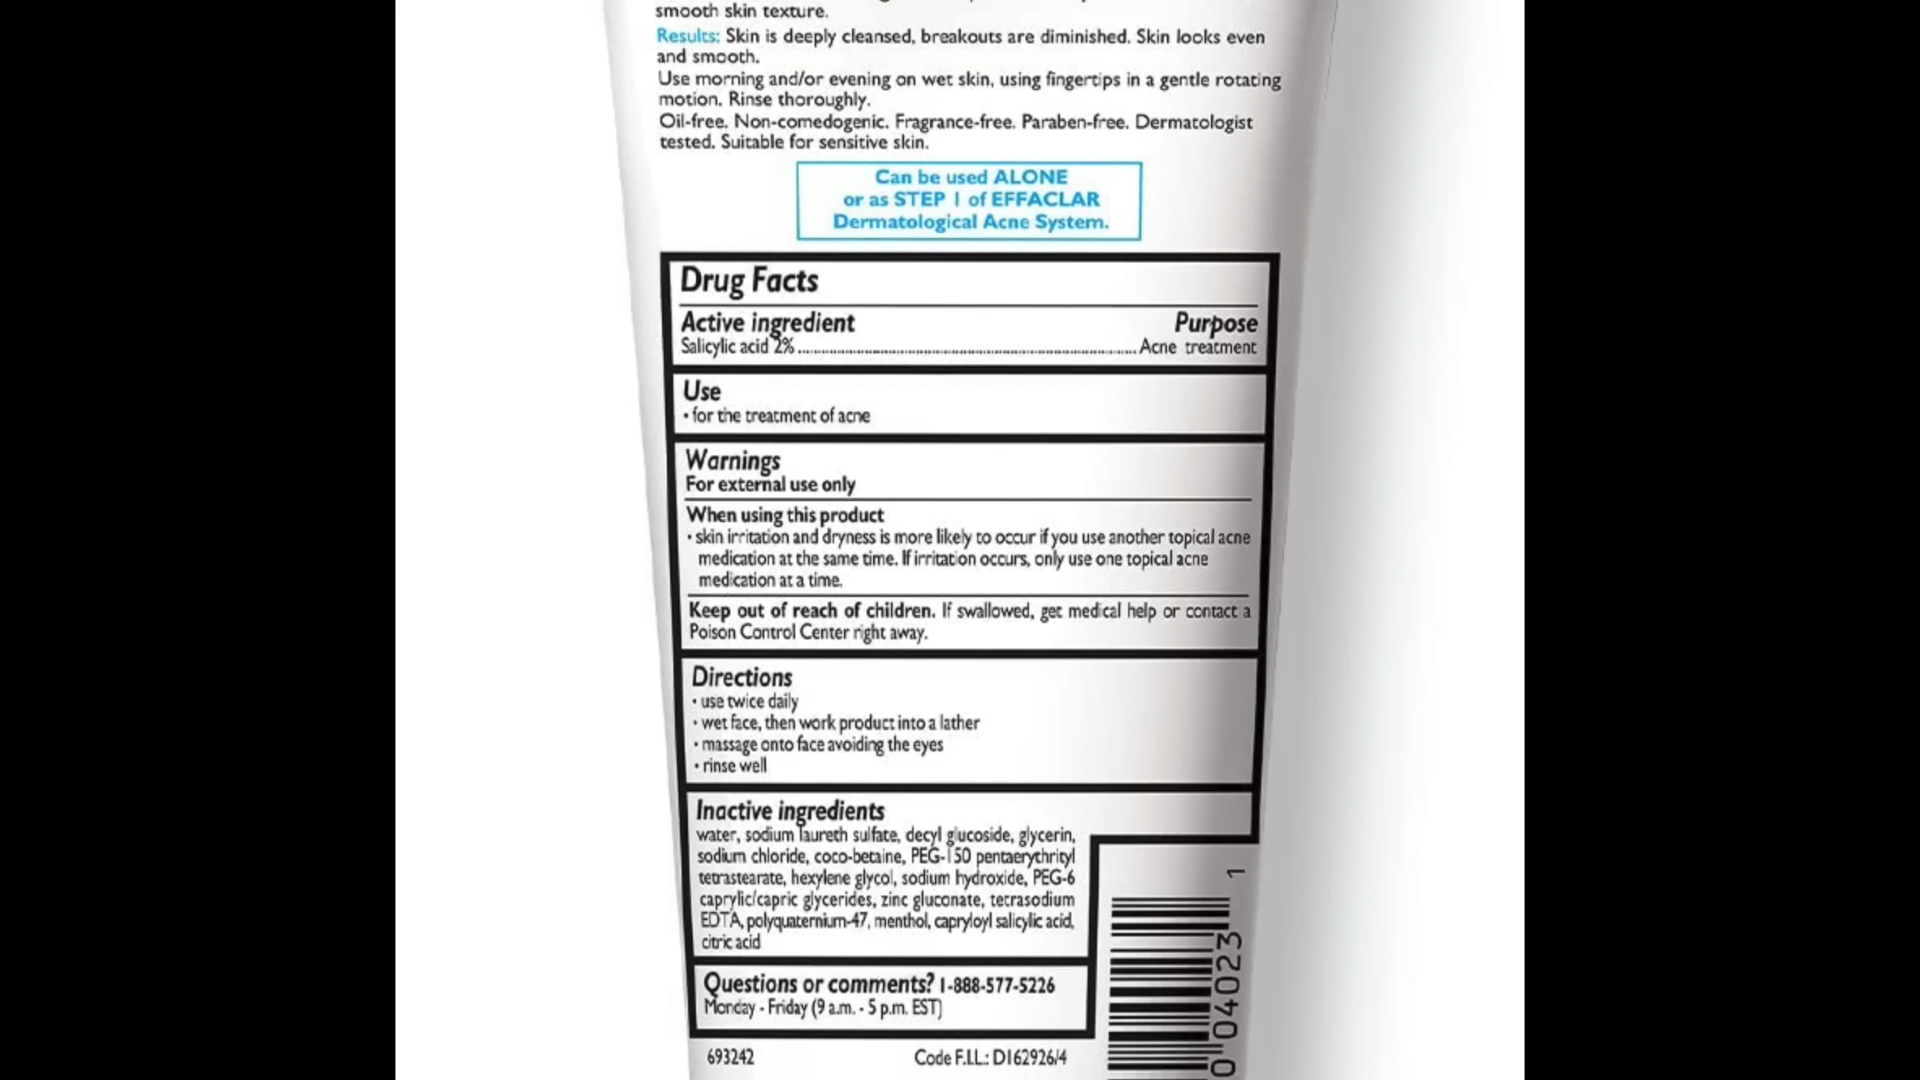 smooth skin texture.
Results: Skin is deeply cleansed, breakouts are diminished. Skin looks even
and smooth.
Use morning and/or evening on wet skin, using fingertips in a gentle rotating
motion. Rinse thoroughly.
Oil-free. Non-comedogenic. Fragrance-free. Paraben-free. Dermatologist
tested. Suitable for sensitive skin.
Can be used ALONE
or as STEP 1 of EFFACLAR
Dermatological Acne System.
Drug Facts
Active ingredient Purpose
Salicylic acid 2% Acne treatment
Use
• for the treatment of acne
Warnings
For external use only
When using this product
• skin irritation and dryness is more likely to occur if you use another topical acne
medication at the same time. If irritation occurs, only use one topical acne
medication at a time.
Keep out of reach of children. If swallowed, get medical help or contact a
Poison Control Center right away.
Directions
• use twice daily
• wet face, then work product into a lather
• massage onto face avoiding the eyes
• rinse well
Inactive ingredients
water, sodium laureth sulfate, decyl glucoside, glycerin,
sodium chloride, coco-betaine, PEG-150 pentaerythrityl
tetrastearate, hexylene glycol, sodium hydroxide, PEG-6
caprylic/capric glycerides, zinc gluconate, tetrasodium
EDTA, polyquaternium-47, menthol, capryloyl salicylic acid,
citric acid
Questions or comments? 1-888-577-5226
Monday - Friday (9 a.m. - 5 p.m. EST)
693242 Code F.I.L.: D162926/4
0 04023 1